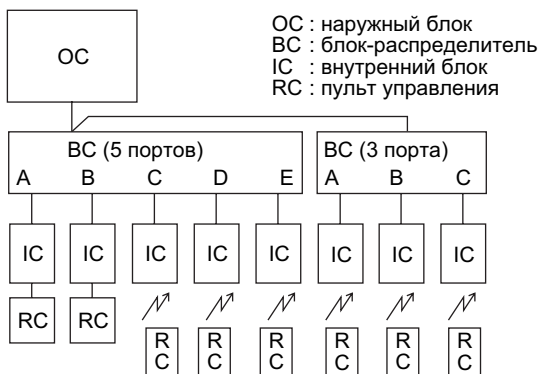 OC
OC : наружный блок
BC : блок-распределитель
IC : внутренний блок
RC : пульт управления
BC (5 портов)
BC (3 порта)
A B C D E
A B C
IC IC IC IC IC IC IC IC
RC RC
R R R R R R
C C C C C C